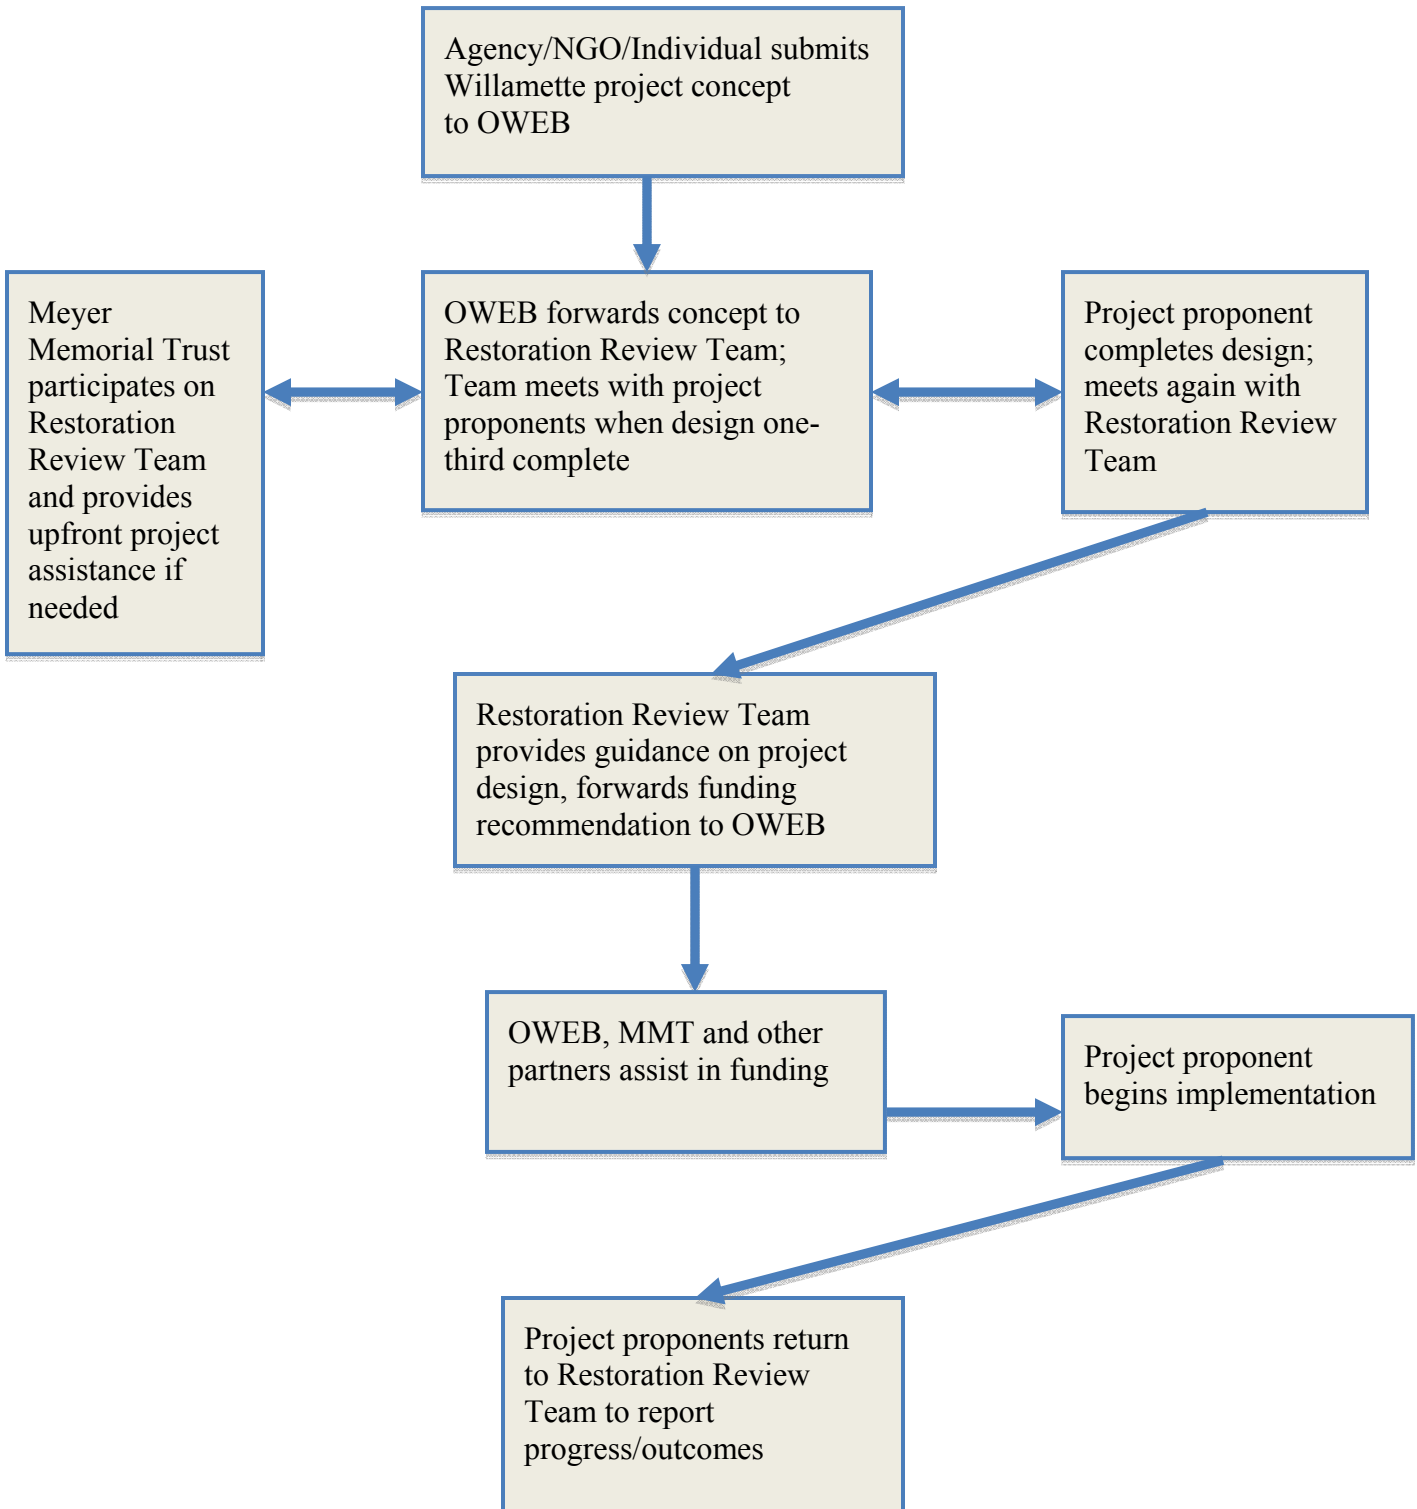 Agency/NGO/Individual submits
Willamette project concept
to OWEB
Meyer
Memorial Trust
participates on
Restoration
Review Team
and provides
upfront project
assistance if
needed
OWEB forwards concept to
Restoration Review Team;
Team meets with project
proponents when design one-
third complete
Project proponent
completes design;
meets again with
Restoration Review
Team
Restoration Review Team
provides guidance on project
design, forwards funding
recommendation to OWEB
OWEB, MMT and other
partners assist in funding
Project proponent
begins implementation
Project proponents return
to Restoration Review
Team to report
progress/outcomes